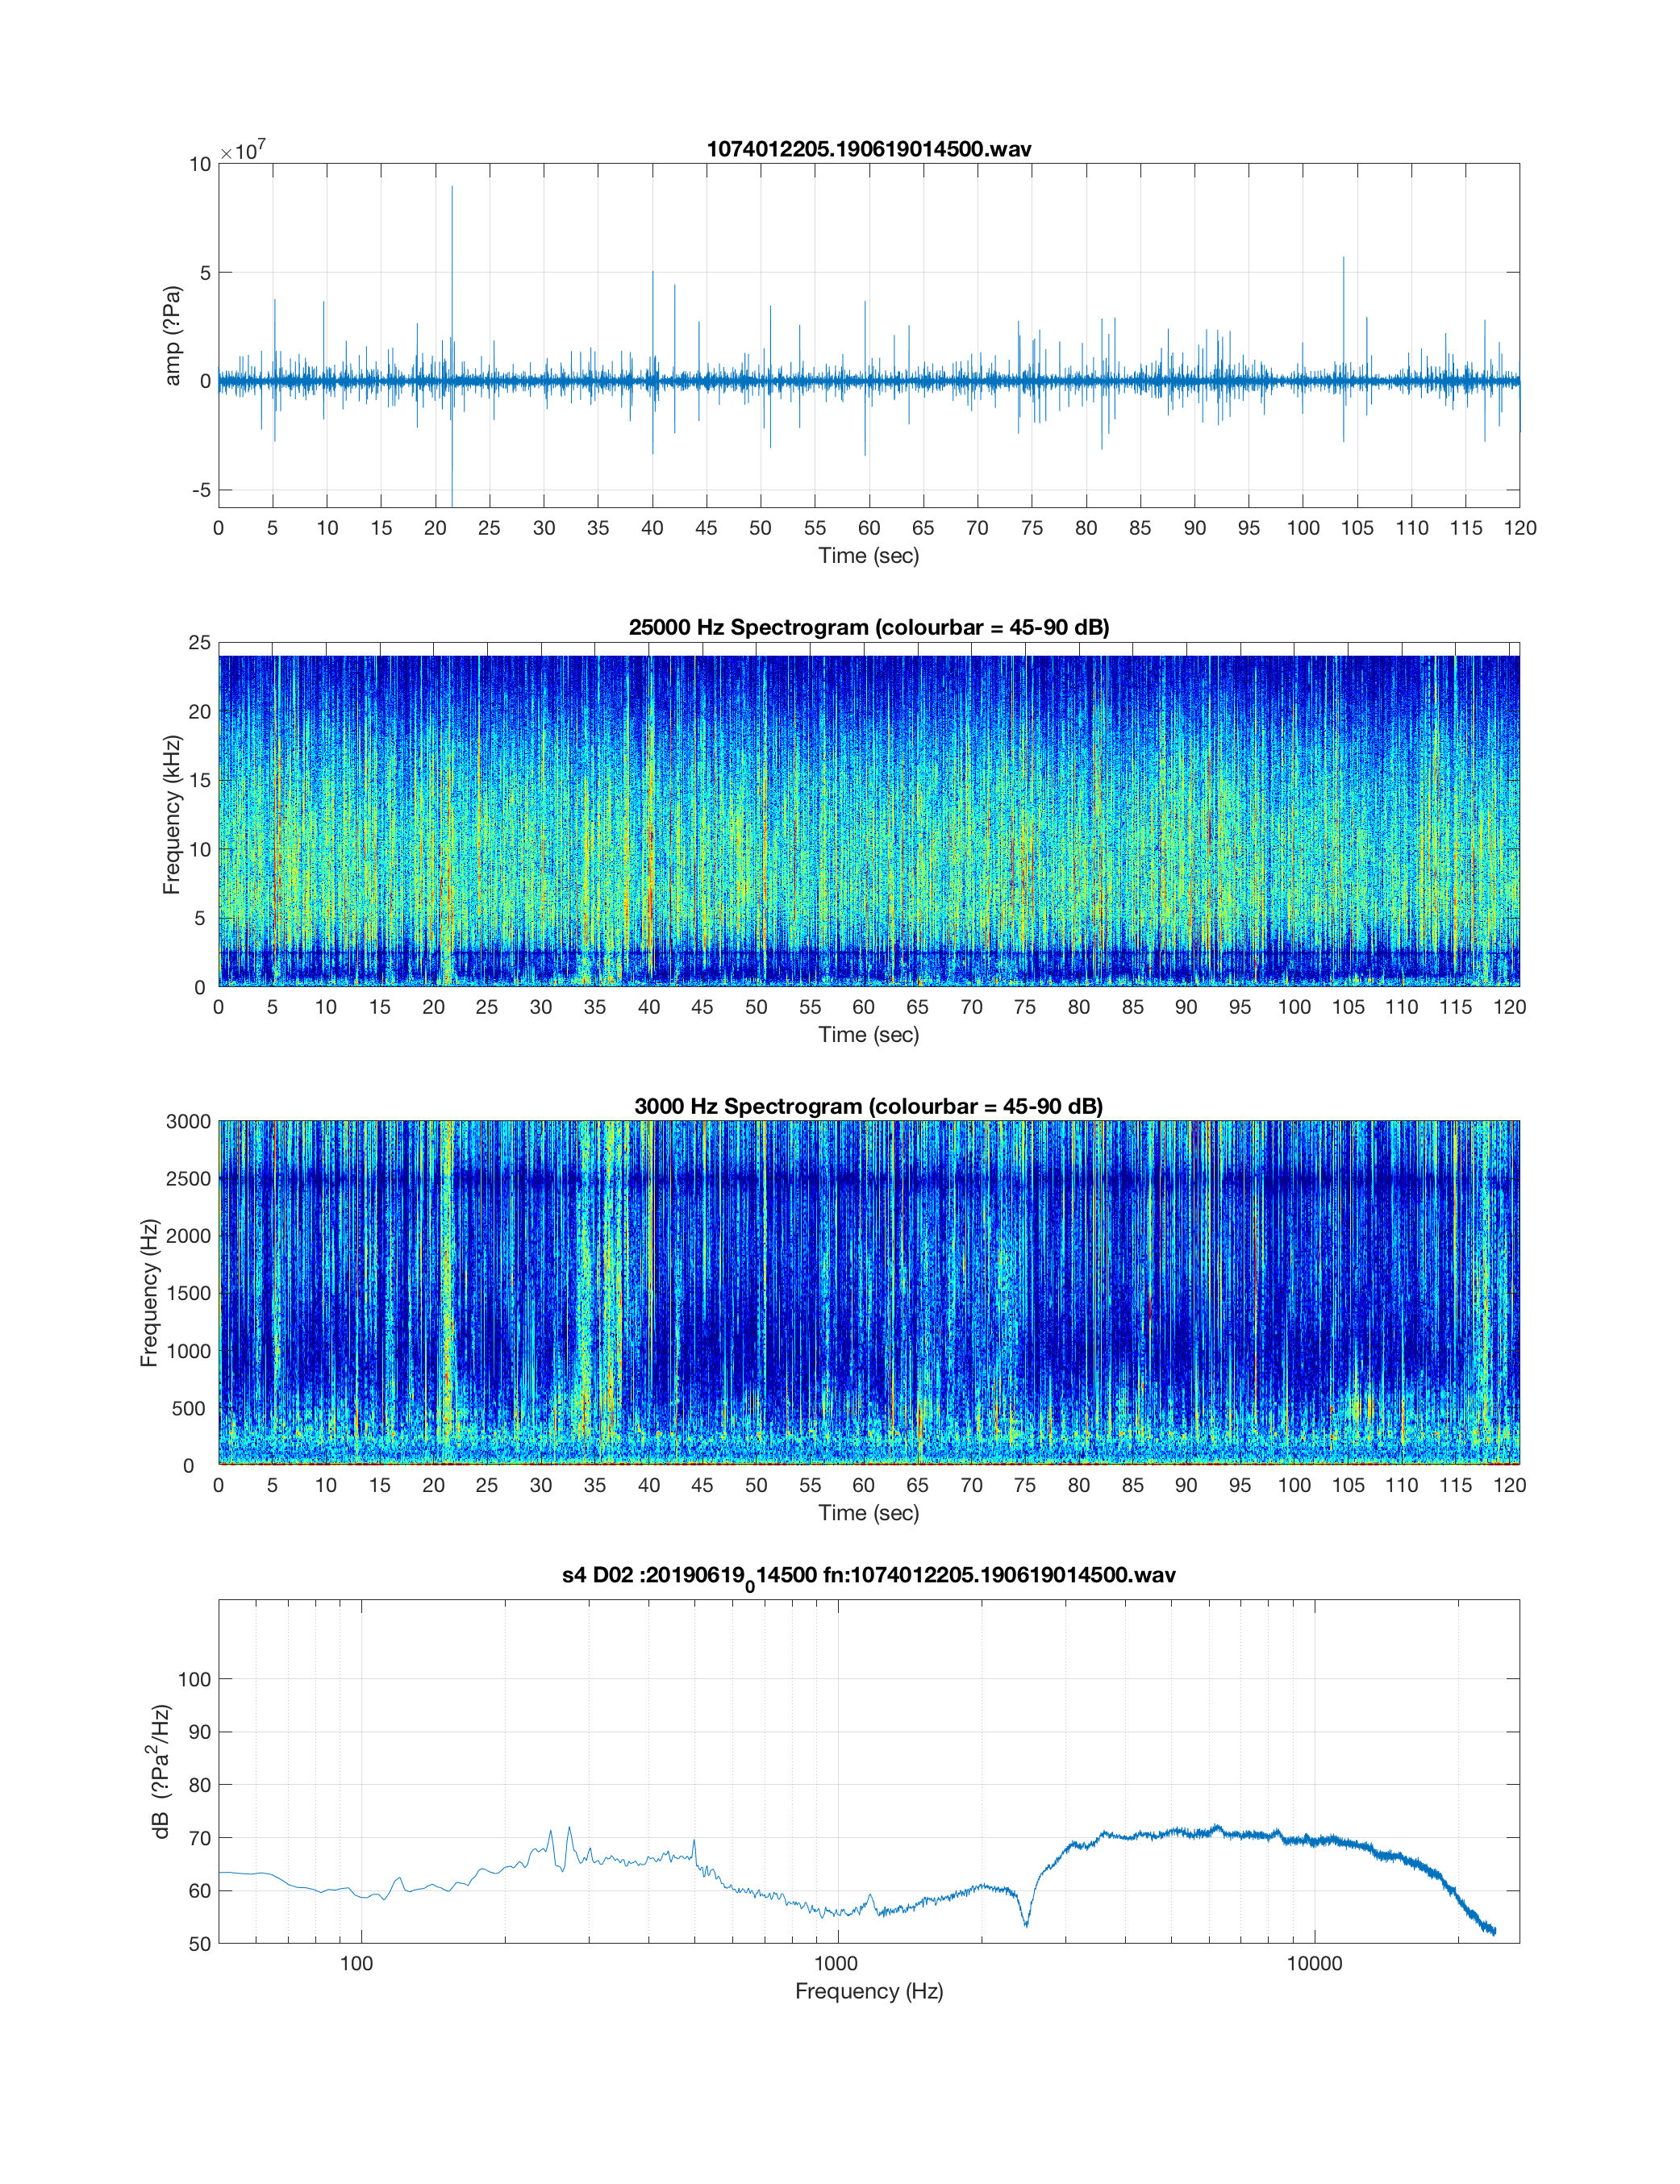 1074012205.190619014500.wav
×10^7
10
5
0
-5
amp (?Pa)
0 5 10 15 20 25 30 35 40 45 50 55 60 65 70 75 80 85 90 95 100 105 110 115 120
Time (sec)
25000 Hz Spectrogram (colourbar = 45-90 dB)
25
20
15
10
5
0
Frequency (kHz)
0 5 10 15 20 25 30 35 40 45 50 55 60 65 70 75 80 85 90 95 100 105 110 115 120
Time (sec)
3000 Hz Spectrogram (colourbar = 45-90 dB)
3000
2500
2000
1500
1000
500
0
Frequency (Hz)
0 5 10 15 20 25 30 35 40 45 50 55 60 65 70 75 80 85 90 95 100 105 110 115 120
Time (sec)
s4 D02 :20190619_014500 fn:1074012205.190619014500.wav
100
90
80
70
60
50
dB (?Pa^2/Hz)
100 1000 10000
Frequency (Hz)